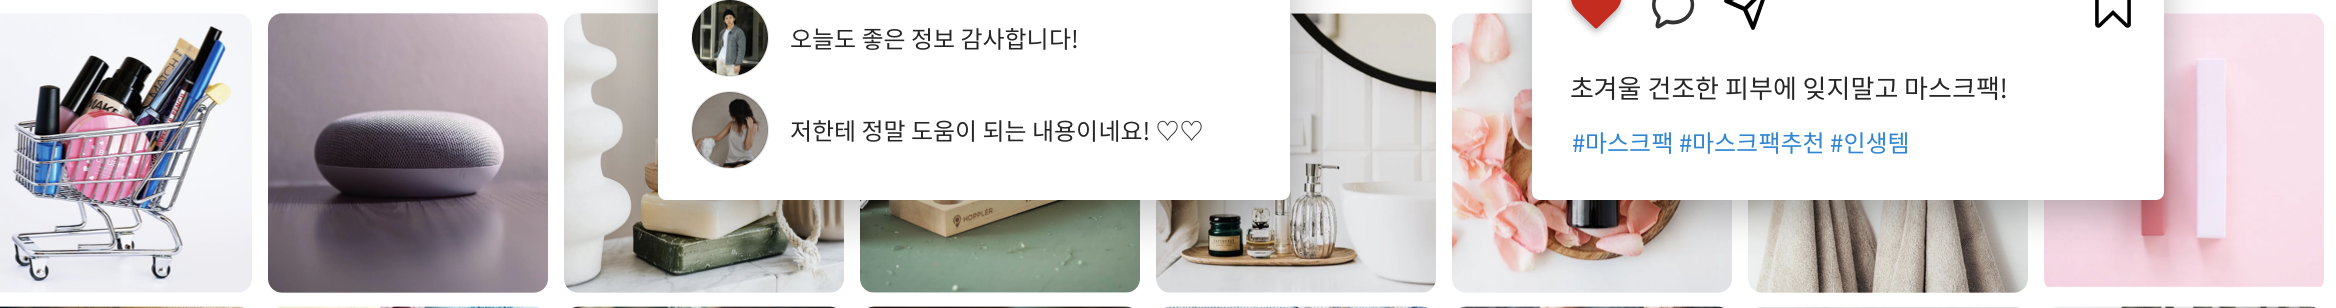 오늘도 좋은 정보 감사합니다!
저한테 정말 도움이 되는 내용이네요! ♡♡
초겨울 건조한 피부에 잊지말고 마스크팩!
#마스크팩 #마스크팩추천 #인생템
HOPPLER